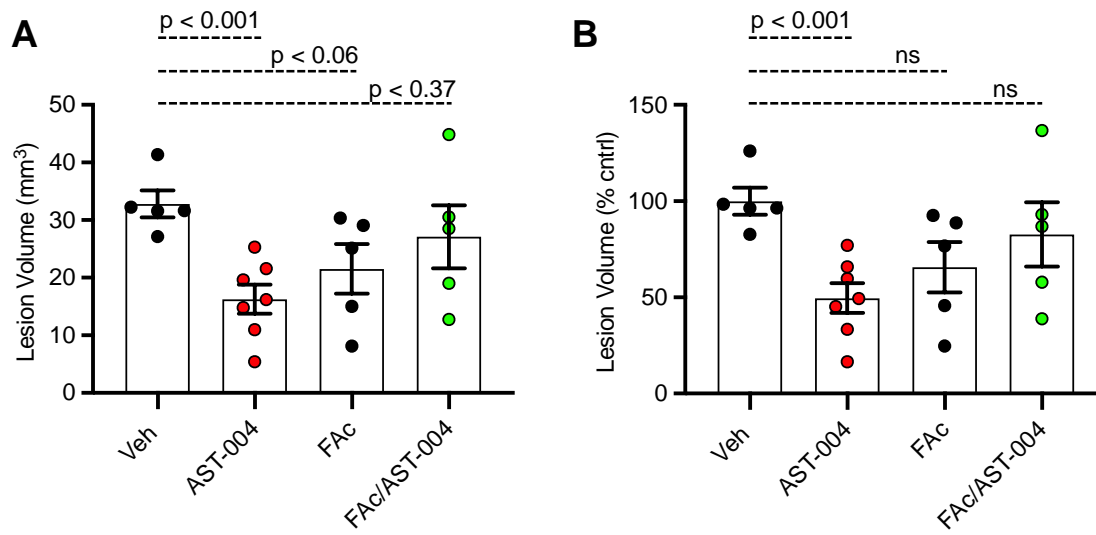 A
p < 0.001
p < 0.06
p < 0.37
Lesion Volume (mm³)
50
40
30
20
10
0
Veh
AST-004
FAc
FAc/AST-004
B
p < 0.001
ns
ns
Lesion Volume (% cntrl)
150
100
50
0
Veh
AST-004
FAc
FAc/AST-004